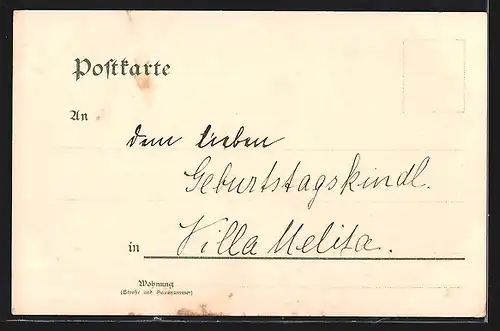 Postkarte
An
dem lieben
Geburtstagskindl.
in Villa Melita.
Wohnung
(Straße und Hausnummer)